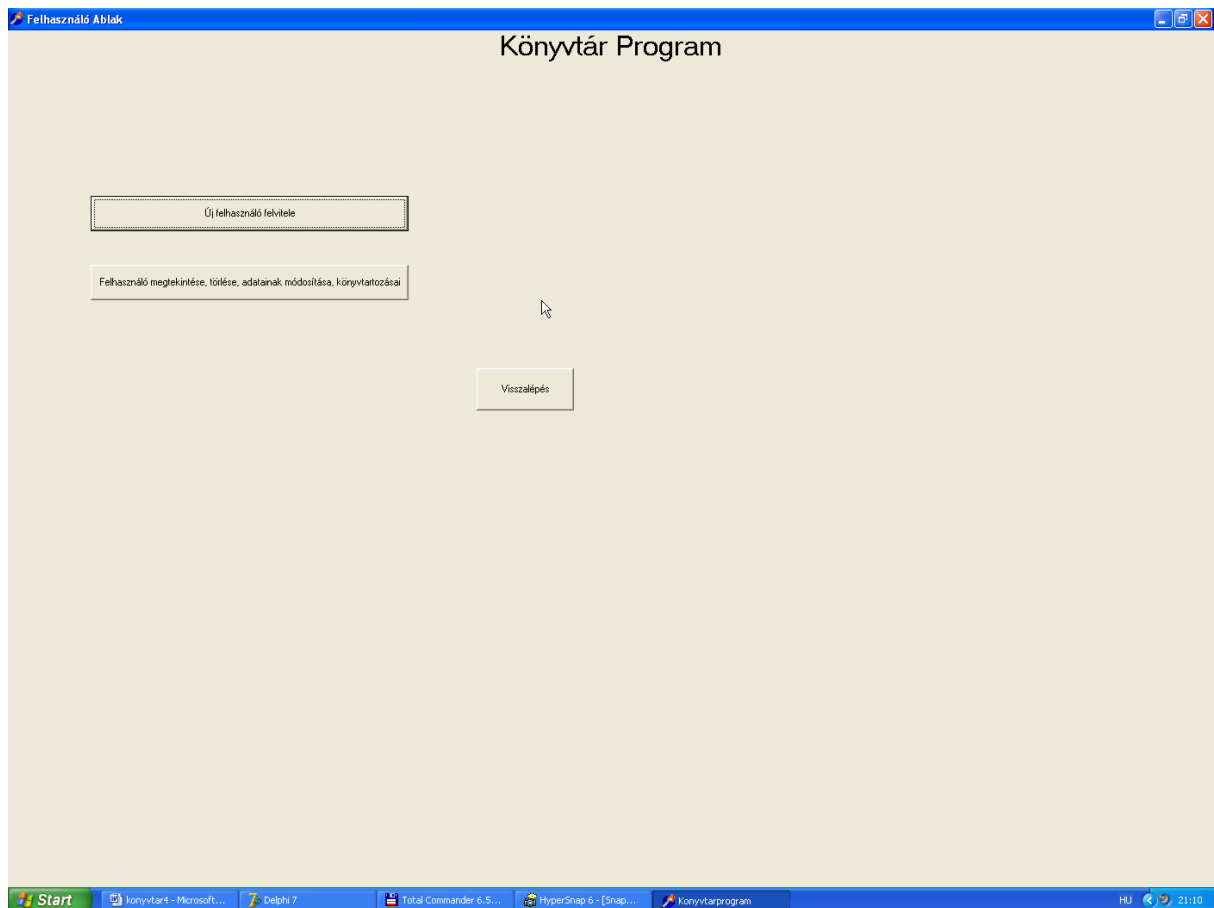 Felhasználó Ablak
Könyvtár Program
Új felhasználó felvitele
Felhasználó megtekintése, törlése, adatainak módosítása, könyvtartozásai
Visszalépés
Start
konyvtar4 - Microsoft...
Delphi 7
Total Commander 6.5...
HyperSnap 6 - [Snap...
Konyvtarprogram
HU
21:10